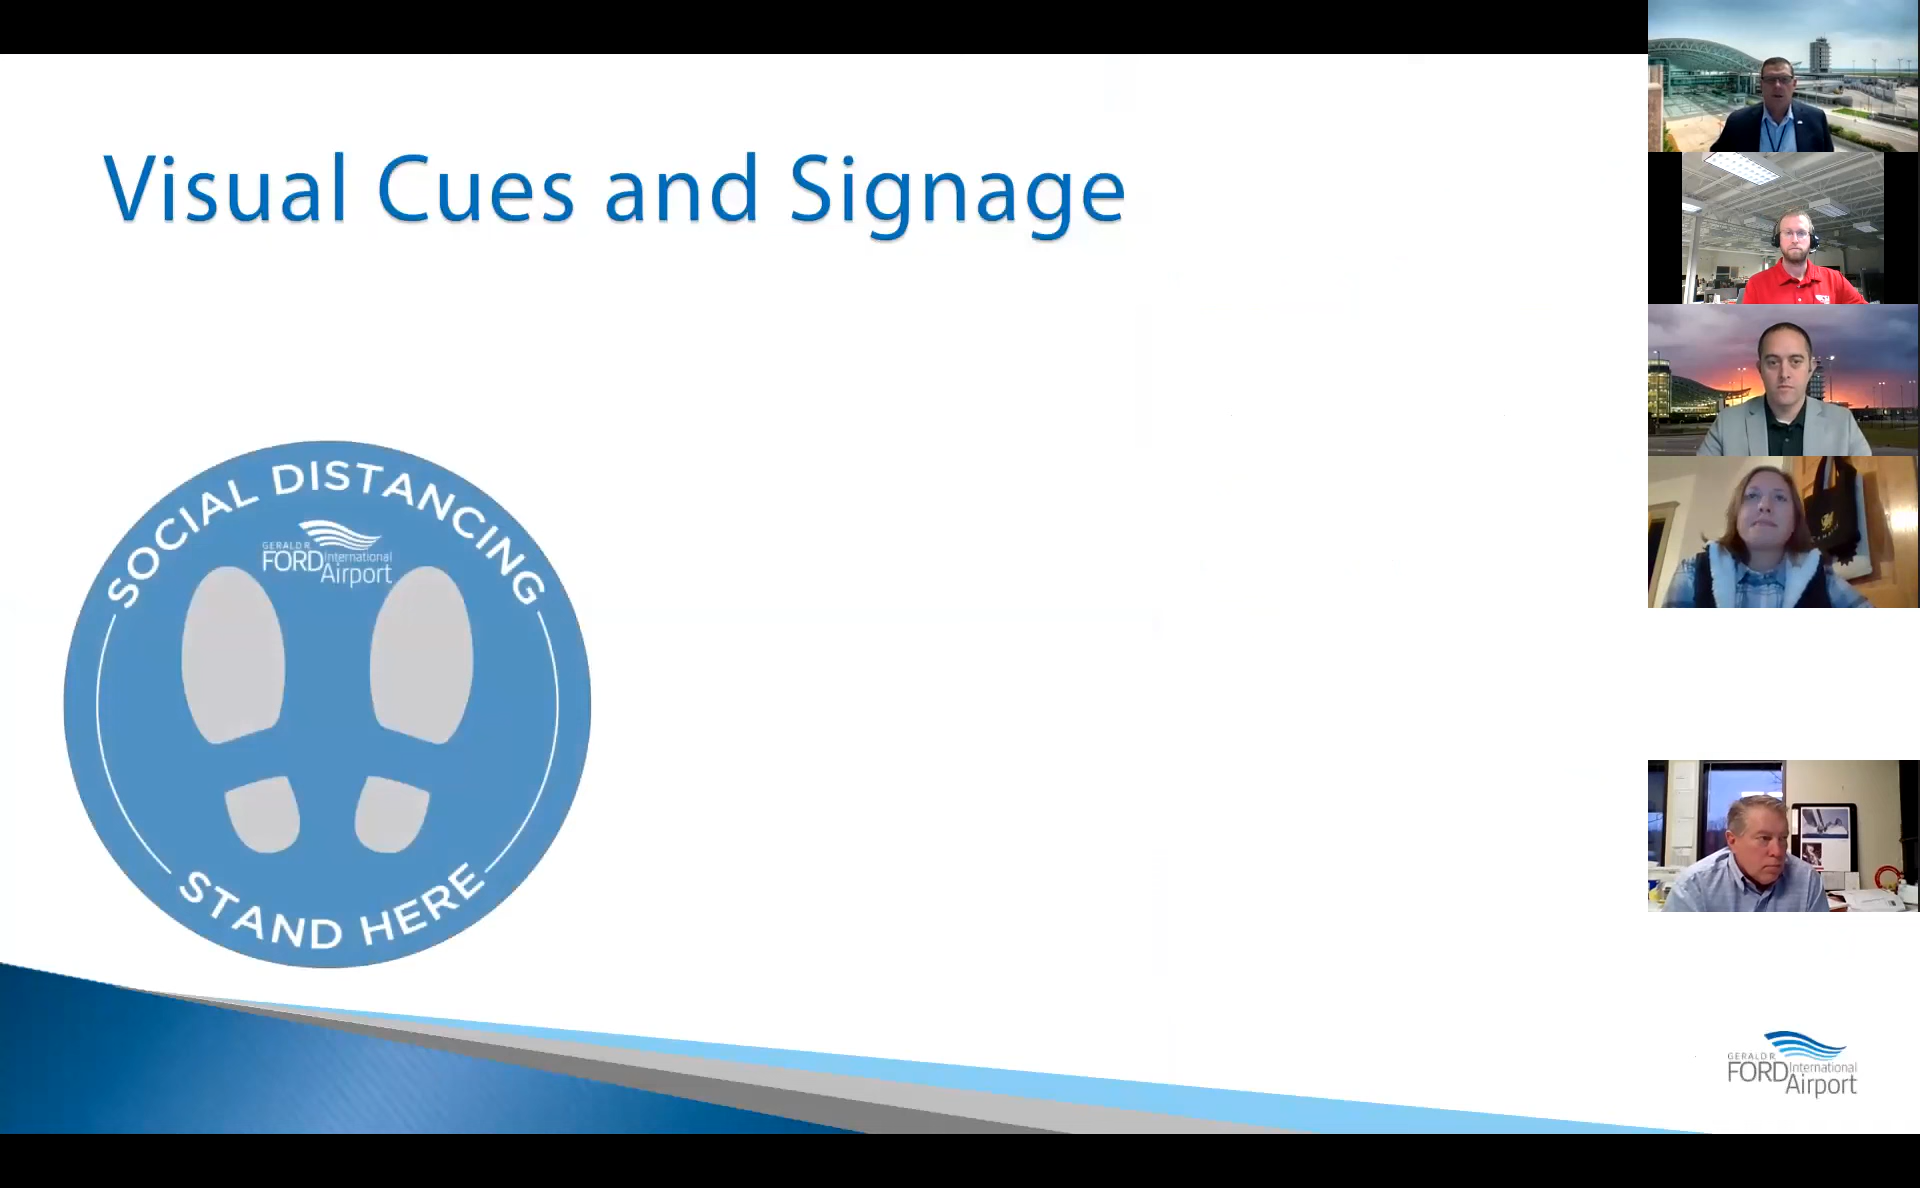 Visual Cues and Signage
SOCIAL DISTANCING
GERALD R.
FORD International
Airport
STAND HERE
GERALD R.
FORD International
Airport